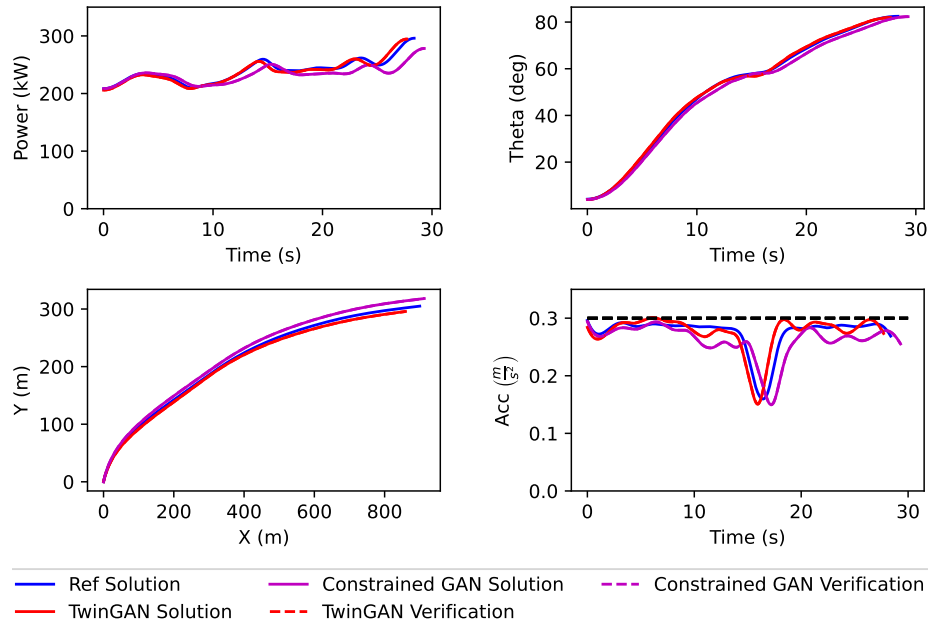 300
200
100
0
Power (kW)
0
10
20
30
Time (s)
80
60
40
20
Theta (deg)
0
10
20
30
Time (s)
300
200
100
0
Y (m)
0
200
400
600
800
X (m)
0.3
0.2
0.1
0.0
Acc (m/s²)
0
10
20
30
Time (s)
Ref Solution
Constrained GAN Solution
Constrained GAN Verification
TwinGAN Solution
TwinGAN Verification